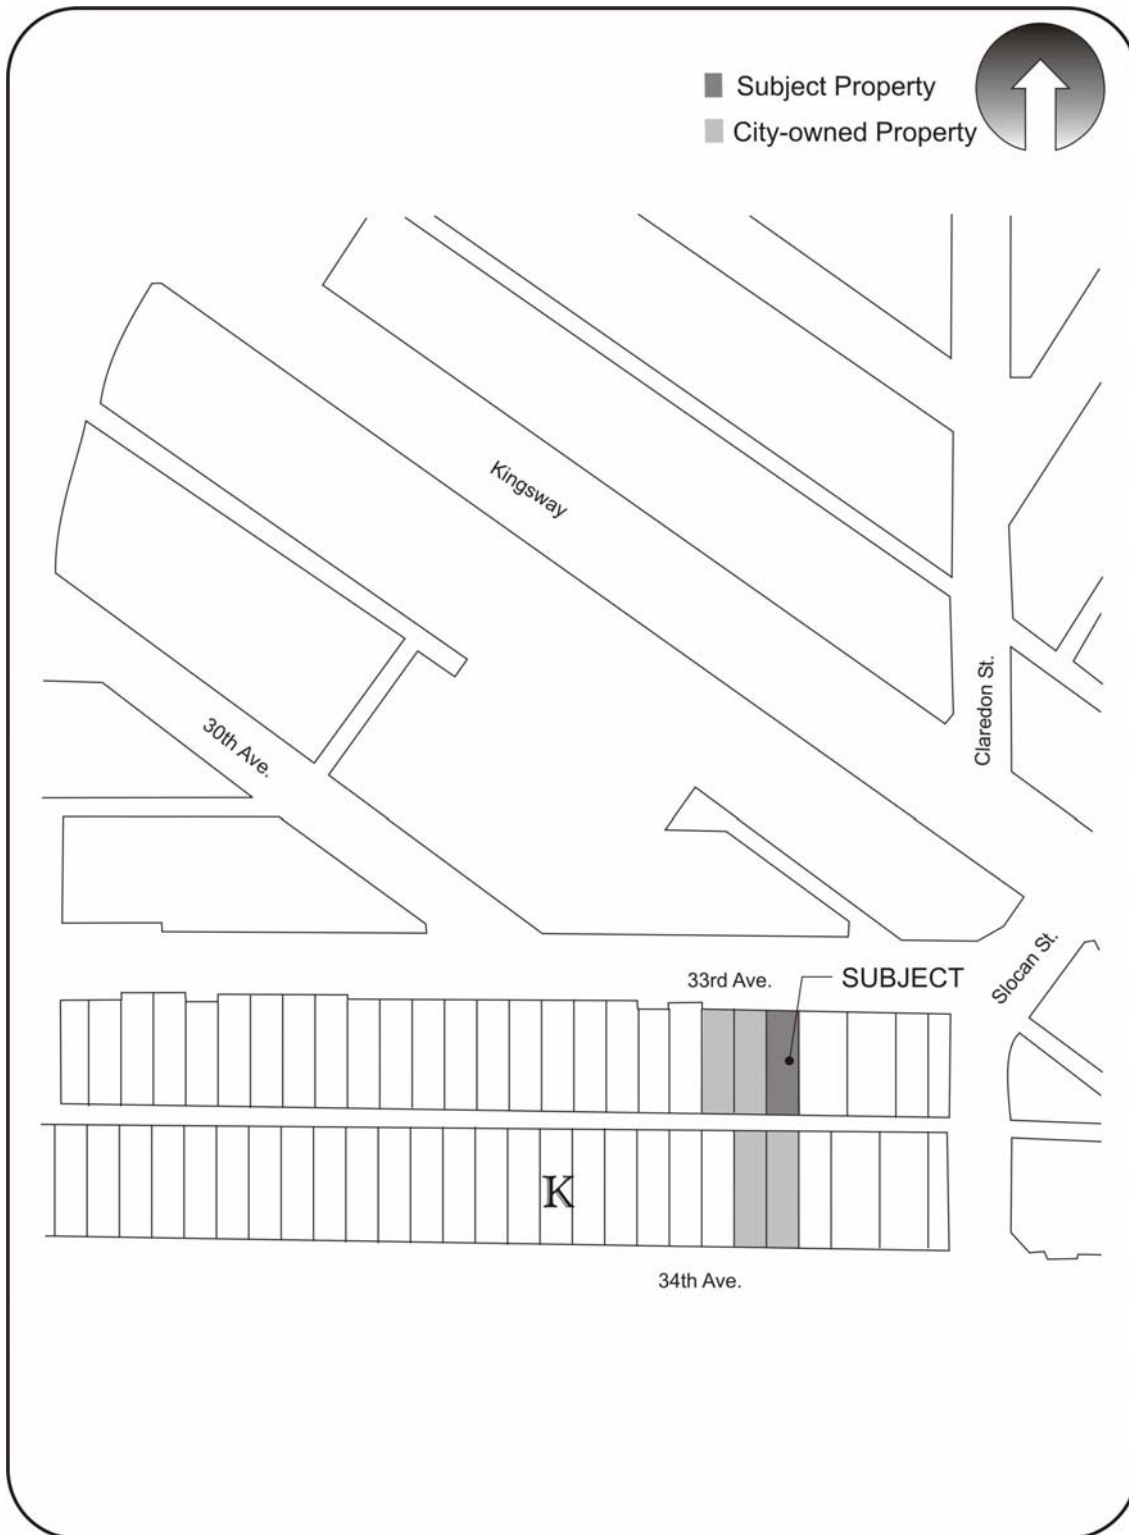 Subject Property
City-owned Property
Kingsway
Claredon St.
30th Ave.
Slocan St.
33rd Ave.
SUBJECT
K
34th Ave.